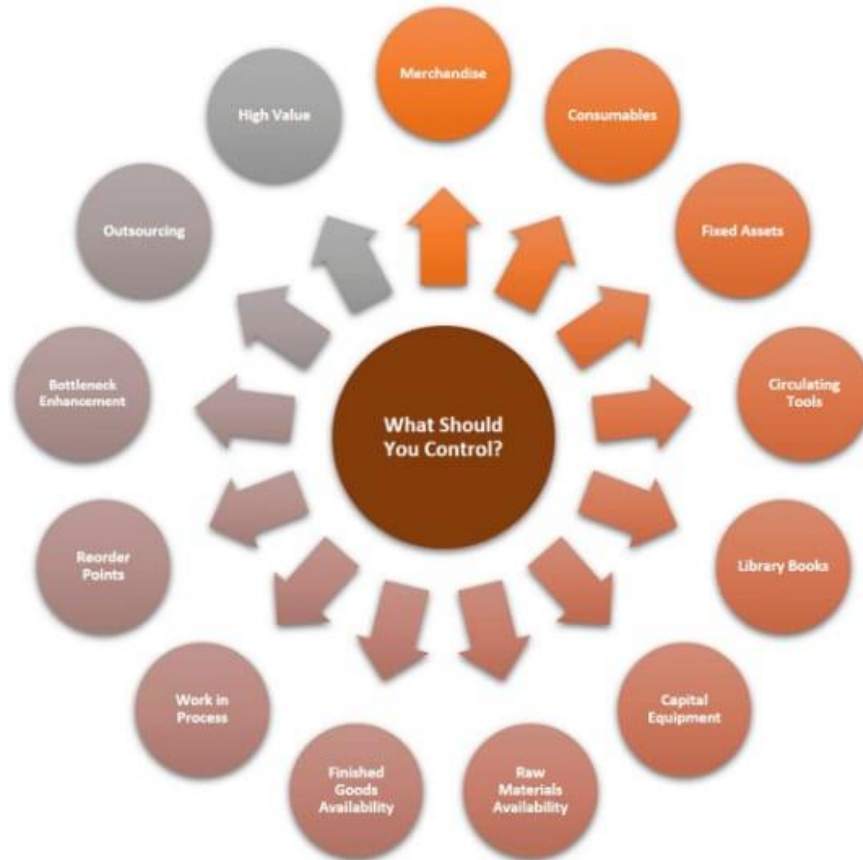 What Should
You Control?
Merchandise
Consumables
Fixed Assets
Circulating
Tools
Library Books
Capital
Equipment
Raw
Materials
Availability
Finished
Goods
Availability
Work in
Process
Reorder
Points
Bottleneck
Enhancement
Outsourcing
High Value